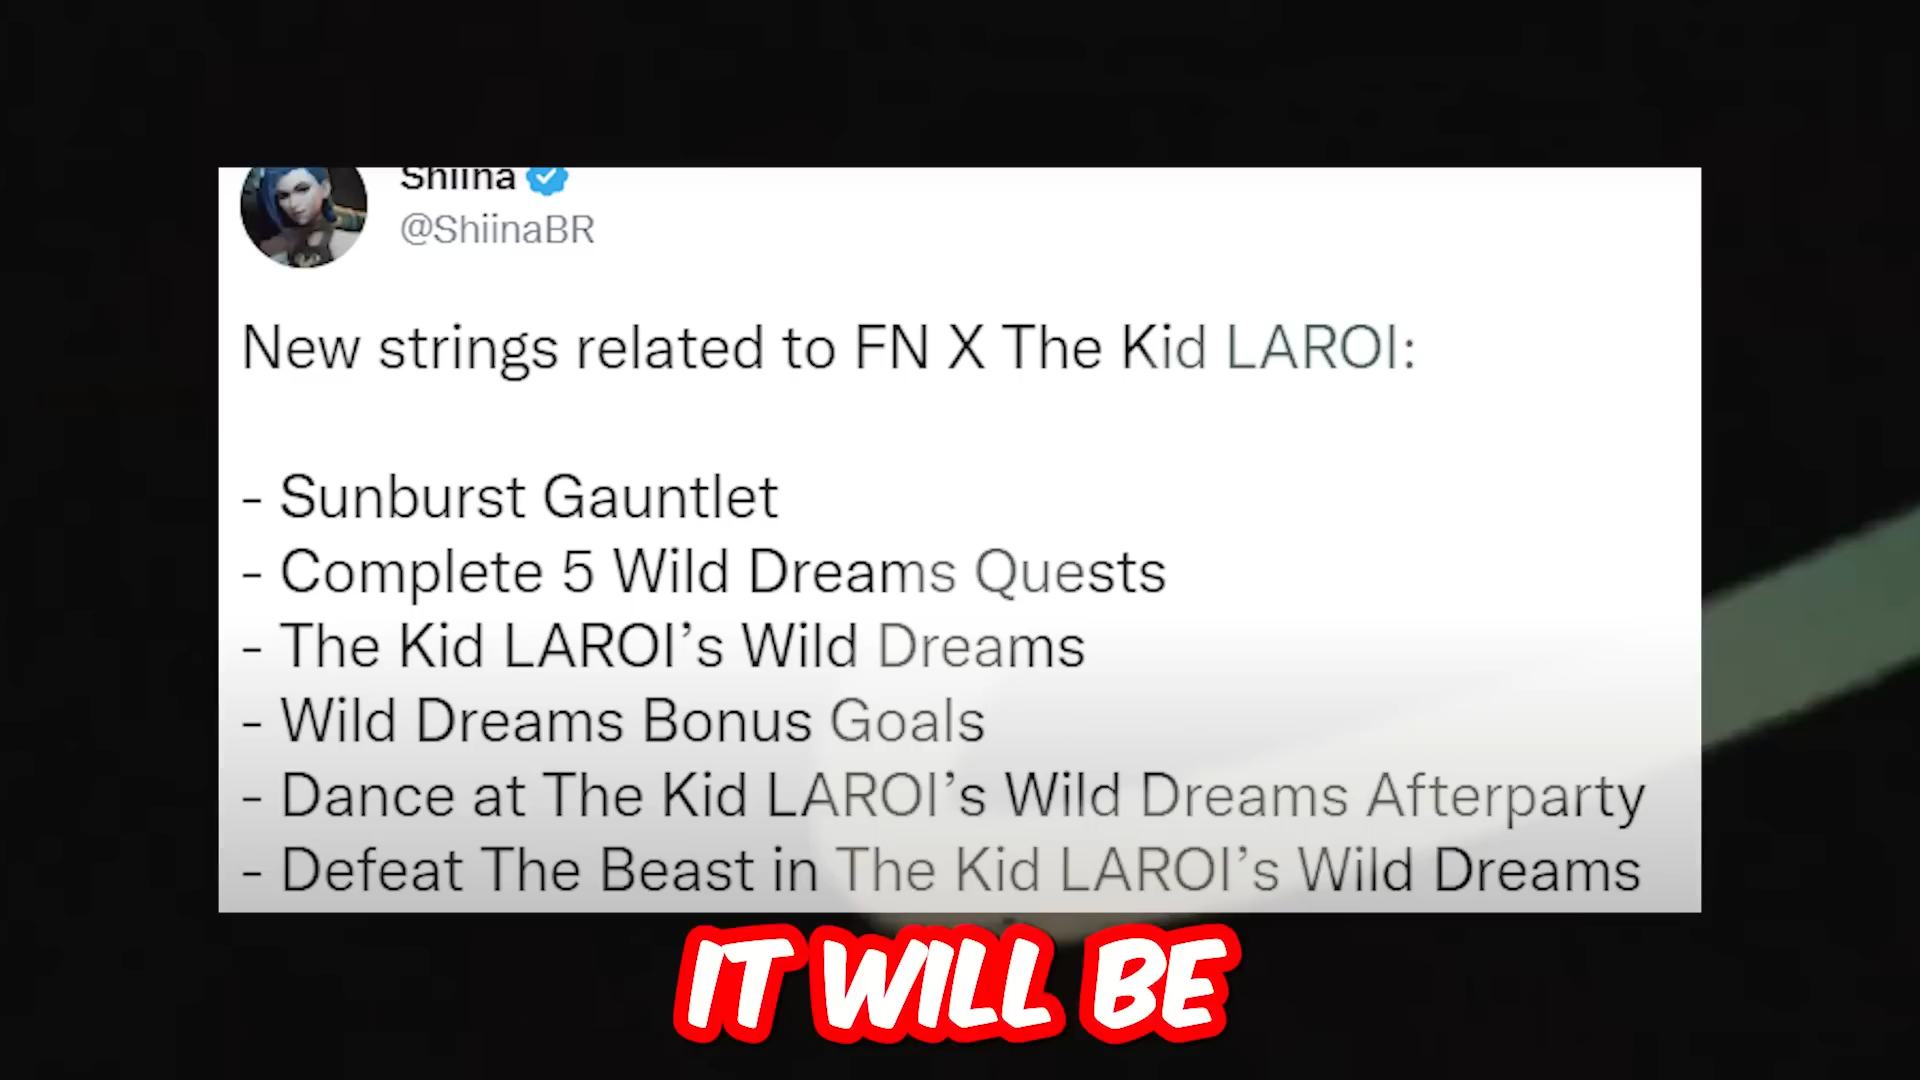 Shiina
@ShiinaBR
New strings related to FN X The Kid LAROI:
- Sunburst Gauntlet
- Complete 5 Wild Dreams Quests
- The Kid LAROI’s Wild Dreams
- Wild Dreams Bonus Goals
- Dance at The Kid LAROI’s Wild Dreams Afterparty
- Defeat The Beast in The Kid LAROI’s Wild Dreams
IT WILL BE